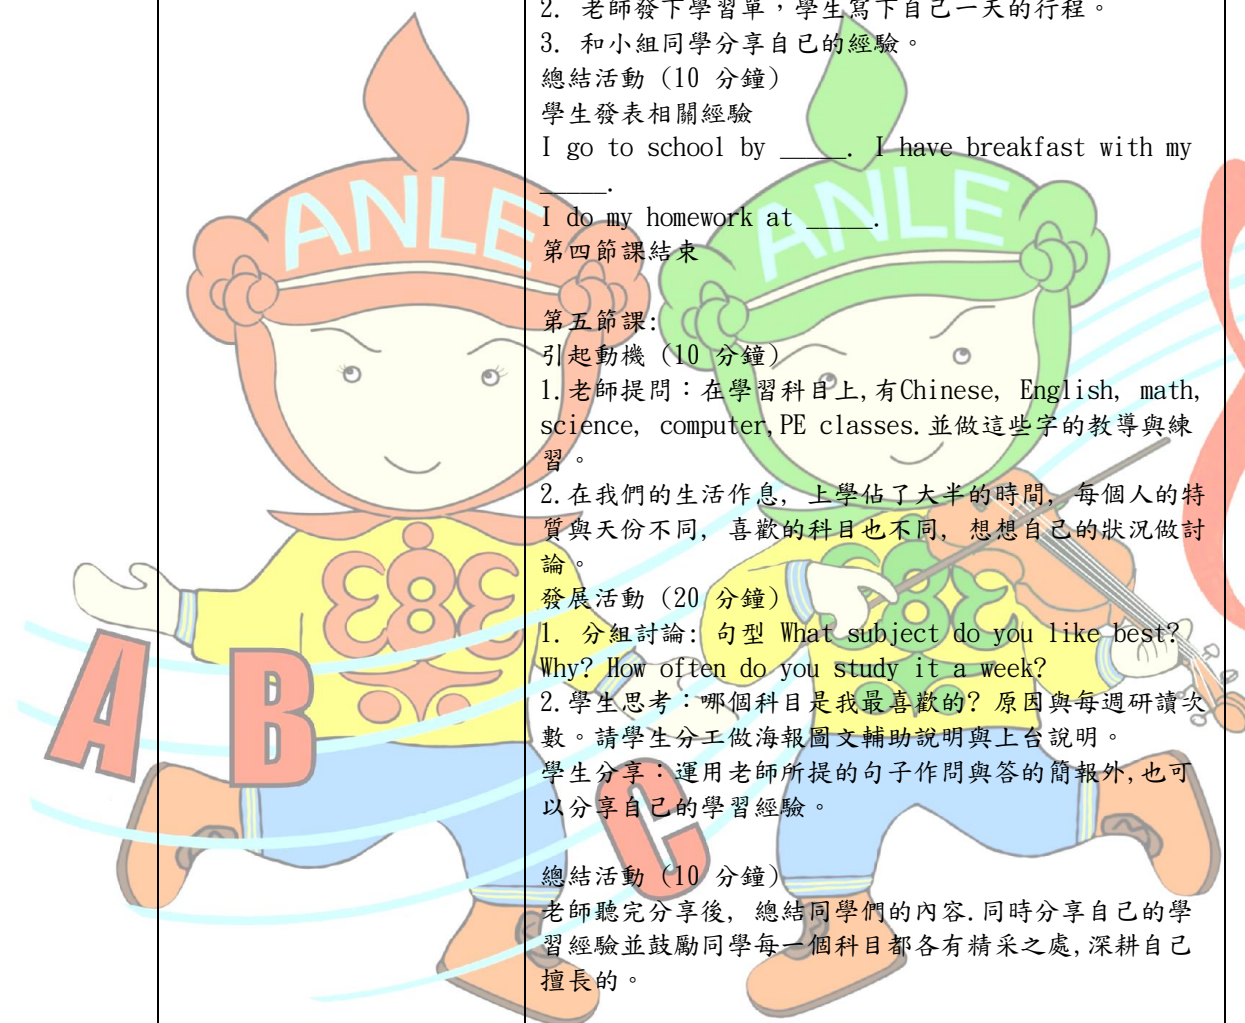 2. 老師發下學習單，學生寫下自己一天的行程。
3. 和小組同學分享自己的經驗。
總結活動 (10 分鐘)
學生發表相關經驗
I go to school by _____. I have breakfast with my
_____.
I do my homework at _____.
第四節課結束
第五節課:
引起動機 (10 分鐘)
1.老師提問：在學習科目上,有Chinese, English, math,
science, computer,PE classes.並做這些字的教導與練
習。
2.在我們的生活作息, 上學佔了大半的時間, 每個人的特
質與天份不同, 喜歡的科目也不同, 想想自己的狀況做討
論。
發展活動 (20 分鐘)
1. 分組討論: 句型 What subject do you like best?
Why? How often do you study it a week?
2.學生思考：哪個科目是我最喜歡的? 原因與每週研讀次
數。請學生分工做海報圖文輔助說明與上台說明。
學生分享：運用老師所提的句子作問與答的簡報外,也可
以分享自己的學習經驗。
總結活動 (10 分鐘)
老師聽完分享後, 總結同學們的內容.同時分享自己的學
習經驗並鼓勵同學每一個科目都各有精采之處,深耕自己
擅長的。
ANLE
ANLE
A
B
C